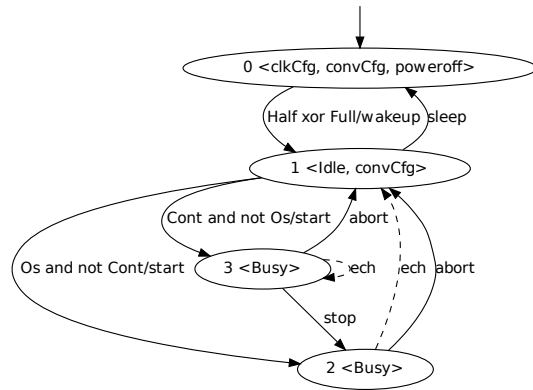 0 <clkCfg, convCfg, poweroff>
Half xor Full/wakeup
sleep
1 <Idle, convCfg>
Cont and not Os/start
abort
Os and not Cont/start
3 <Busy>
ech
ech
abort
stop
2 <Busy>